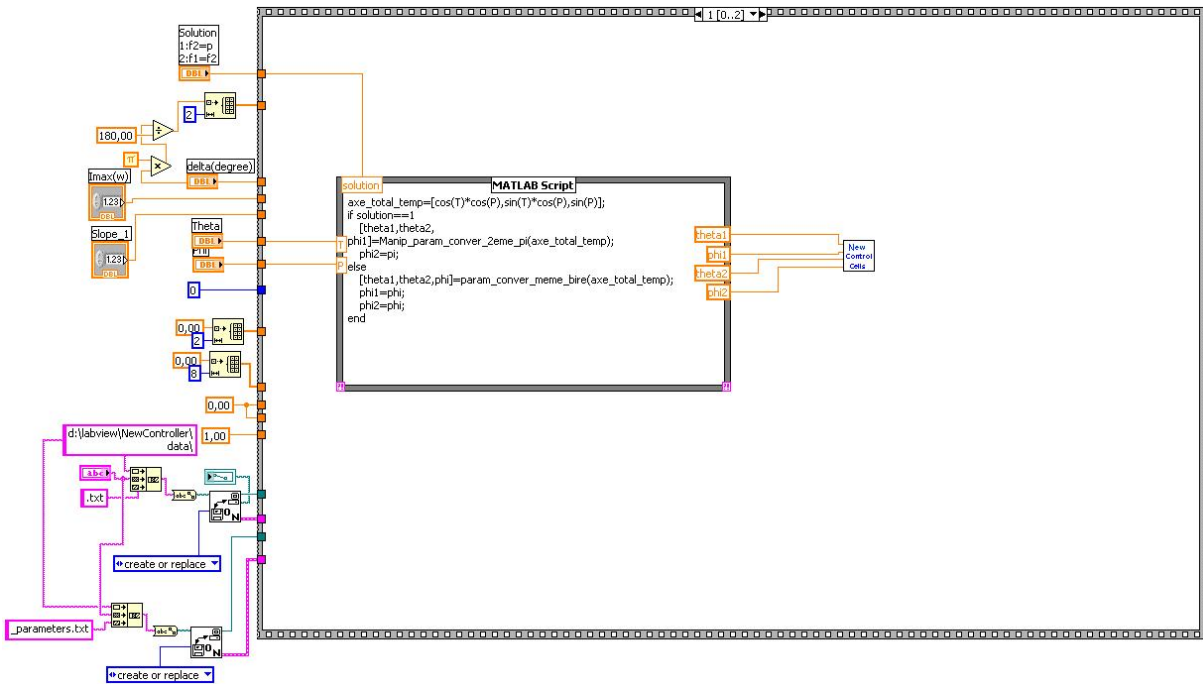 1 [0..2]
Solution
1:f2=p
2:f1=f2
DBL
2
180,00
÷
π
×
delta(degree)
DBL
Imax(w)
1.23
DBL
Slope_1
1.23
DBL
Theta
DBL
Phi
DBL
0
0,00
2
0,00
8
0,00
1,00
d:\labview\NewController\
data\
abc
.txt
create or replace
_parameters.txt
create or replace
solution
MATLAB Script
T
P
axe_total_temp=[cos(T)*cos(P),sin(T)*cos(P),sin(P)];
if solution==1
[theta1,theta2,
phi1]=Manip_param_conver_2eme_pi(axe_total_temp);
phi2=pi;
else
[theta1,theta2,phi]=param_conver_meme_bire(axe_total_temp);
phi1=phi;
phi2=phi;
end
theta1
phi1
theta2
phi2
New
Control
Cells